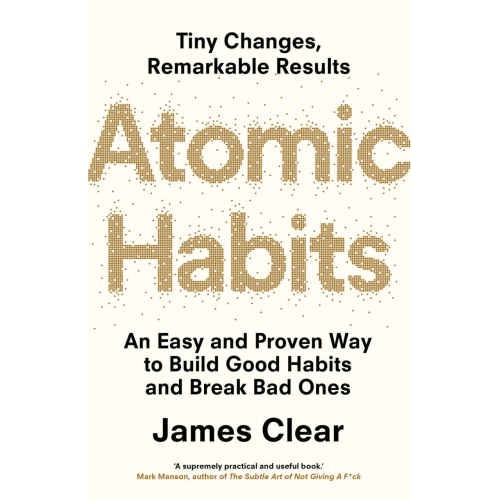 Tiny Changes,
Remarkable Results
Atomic
Habits
An Easy and Proven Way
to Build Good Habits
and Break Bad Ones
James Clear
‘A supremely practical and useful book.’
Mark Manson, author of The Subtle Art of Not Giving A F*ck